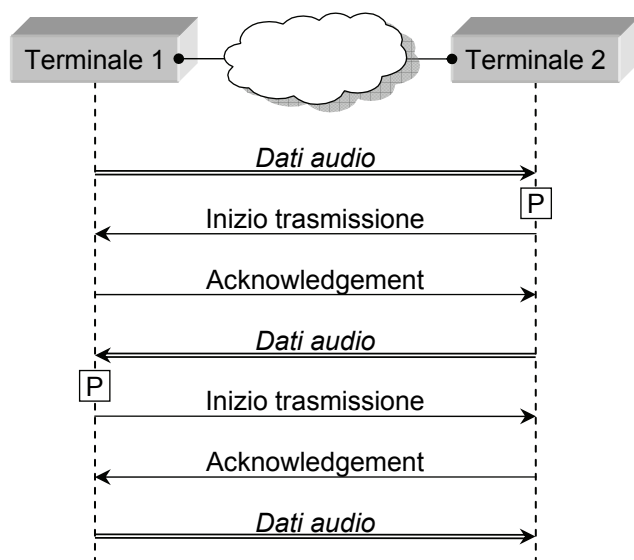 Terminale 1
Terminale 2
Dati audio
P
Inizio trasmissione
Acknowledgement
Dati audio
P
Inizio trasmissione
Acknowledgement
Dati audio